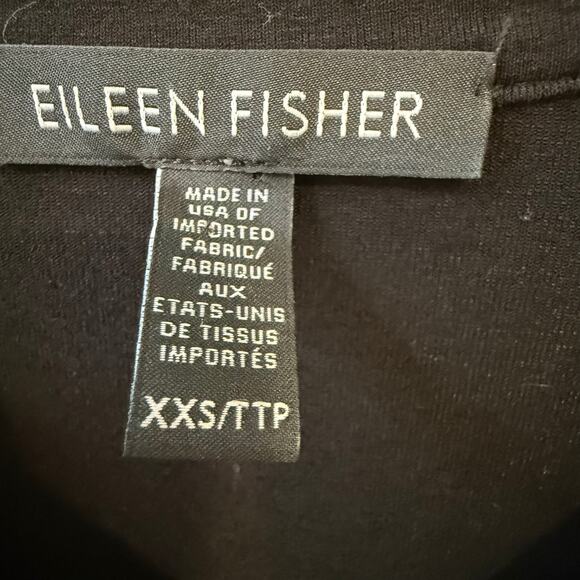 EILEEN FISHER
MADE IN
USA OF
IMPORTED
FABRIC/
FABRIQUÉ
AUX
ETATS-UNIS
DE TISSUS
IMPORTÉS
XXS/TTP